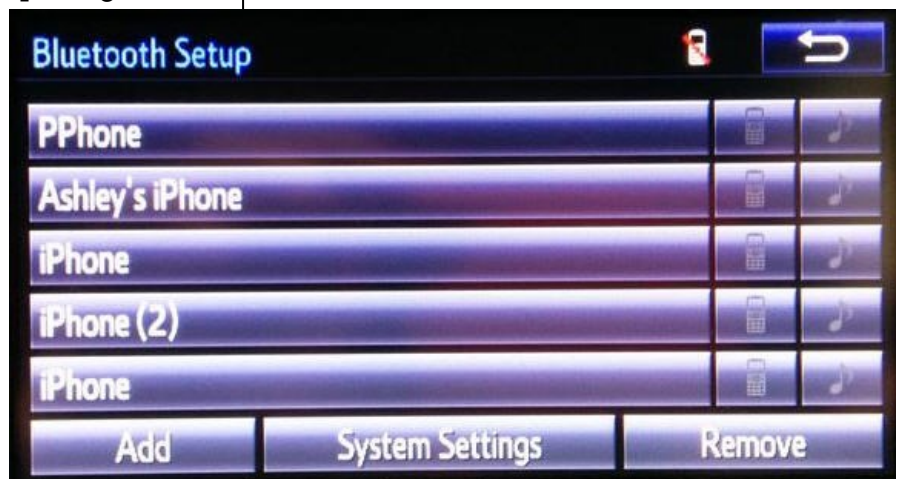 Bluetooth Setup
PPhone
Ashley's iPhone
iPhone
iPhone (2)
iPhone
Add System Settings Remove